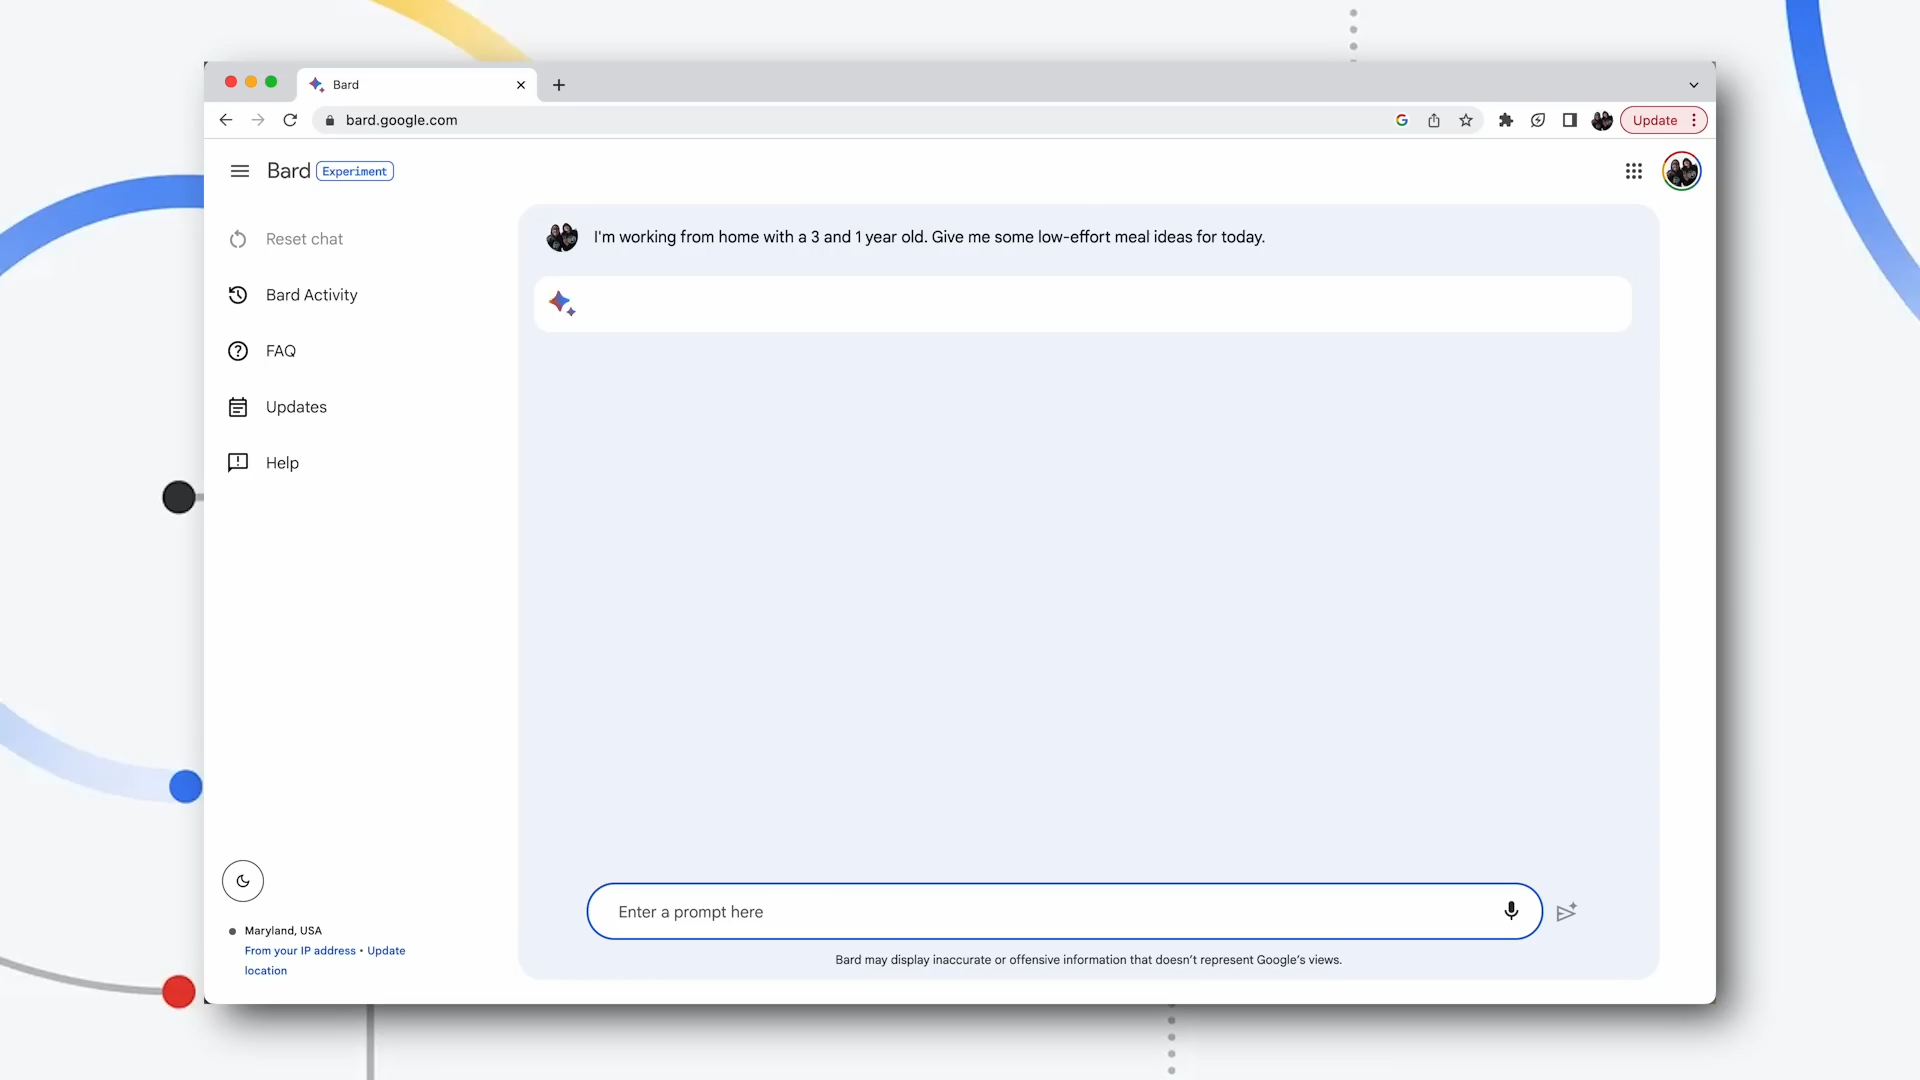 Bard
bard.google.com
Update
Bard Experiment
Reset chat
Bard Activity
FAQ
Updates
Help
I'm working from home with a 3 and 1 year old. Give me some low-effort meal ideas for today.
Enter a prompt here
Bard may display inaccurate or offensive information that doesn't represent Google's views.
Maryland, USA
From your IP address • Update
location